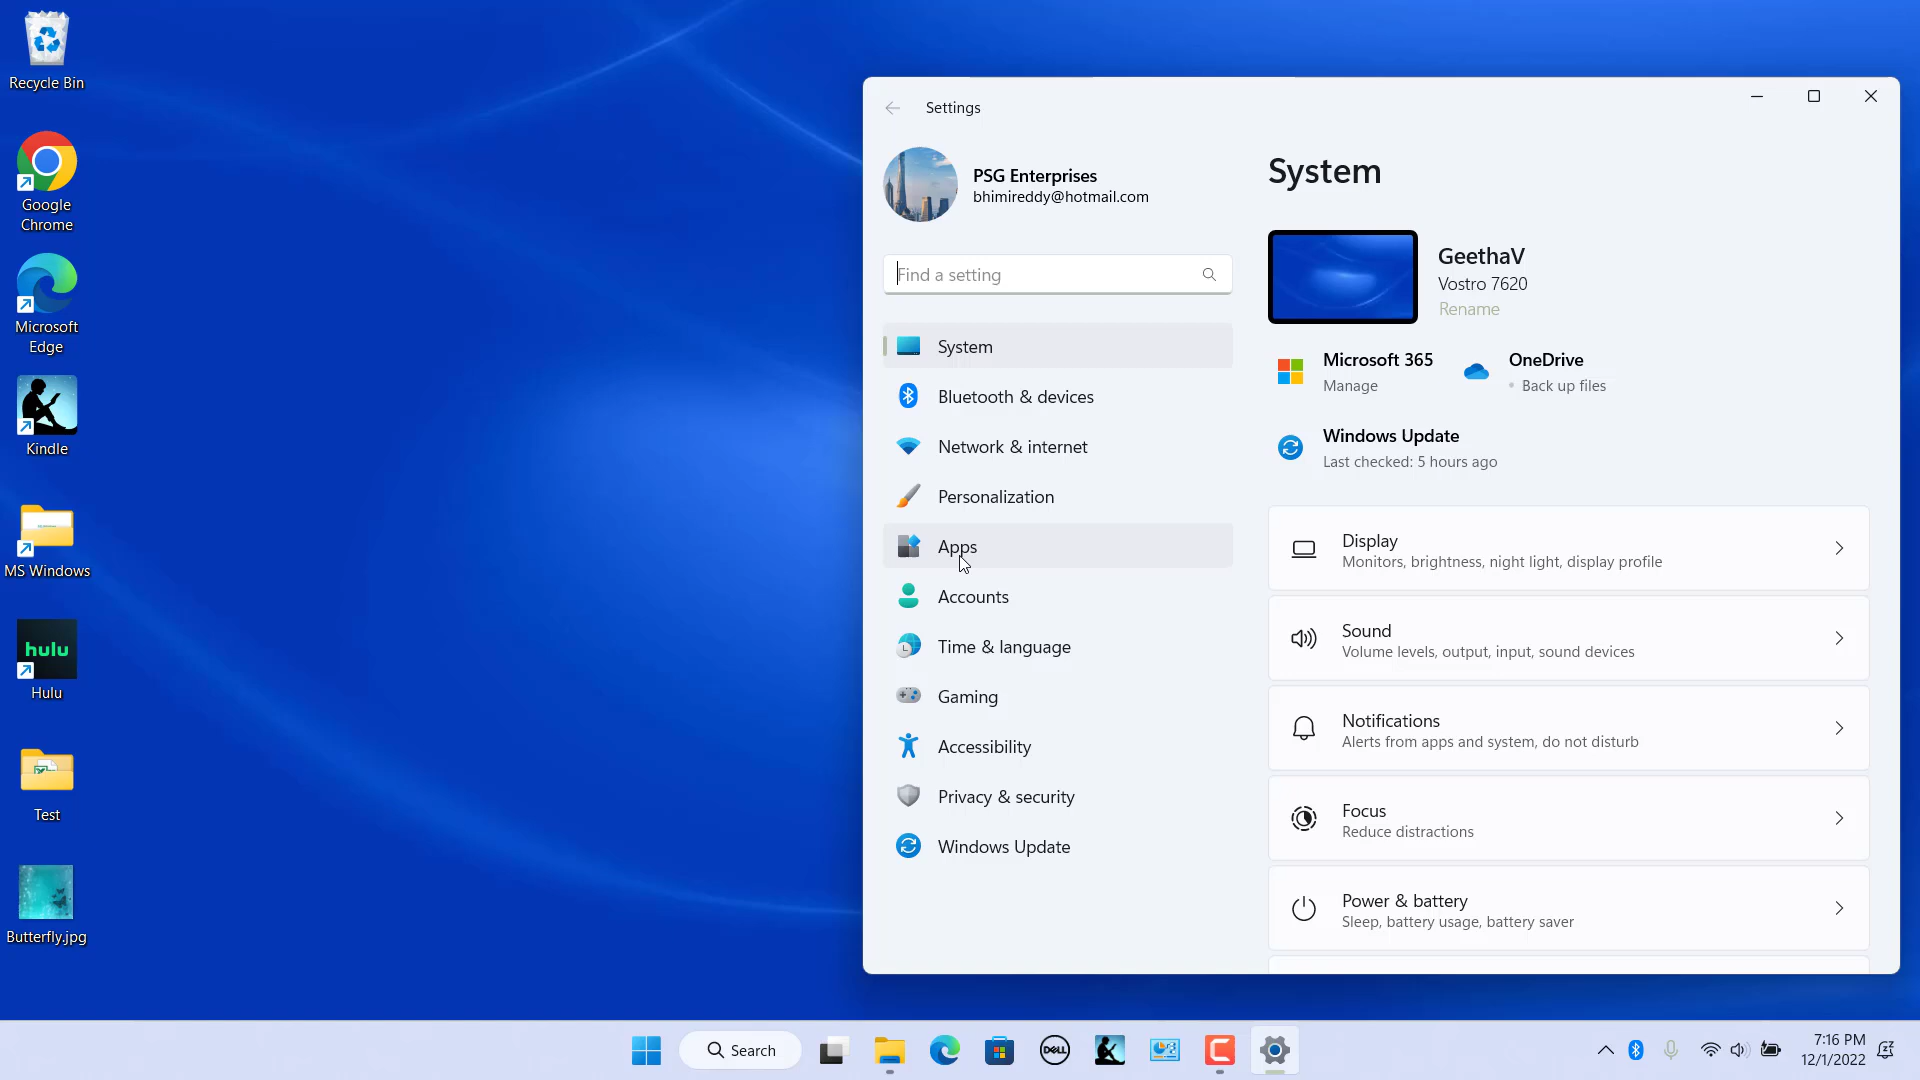 Recycle Bin
Google
Chrome
Microsoft
Edge
Kindle
MS Windows
hulu
Hulu
Test
Butterfly.jpg
Settings
PSG Enterprises
bhimireddy@hotmail.com
Find a setting
System
Bluetooth & devices
Network & internet
Personalization
Apps
Accounts
Time & language
Gaming
Accessibility
Privacy & security
Windows Update
System
GeethaV
Vostro 7620
Rename
Microsoft 365
Manage
OneDrive
• Back up files
Windows Update
Last checked: 5 hours ago
Display
Monitors, brightness, night light, display profile
Sound
Volume levels, output, input, sound devices
Notifications
Alerts from apps and system, do not disturb
Focus
Reduce distractions
Power & battery
Sleep, battery usage, battery saver
Search
DELL
7:16 PM
12/1/2022